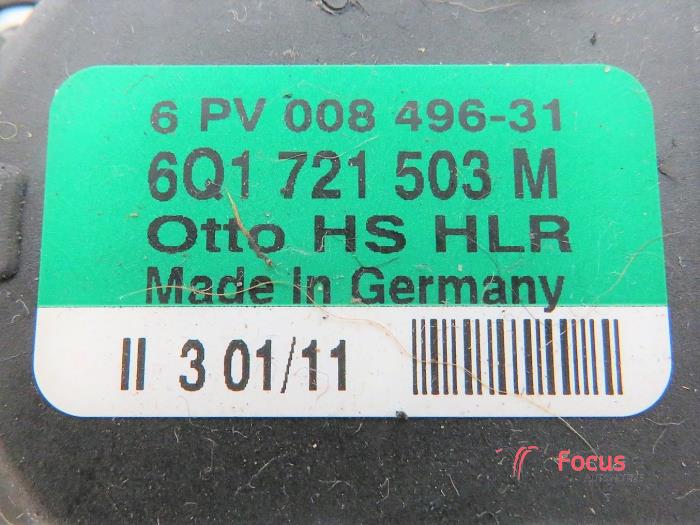 6 PV 008 496-31
6Q1 721 503 M
Otto HS HLR
Made In Germany
II 3 01/11
Focus
AUTOMOTIVE